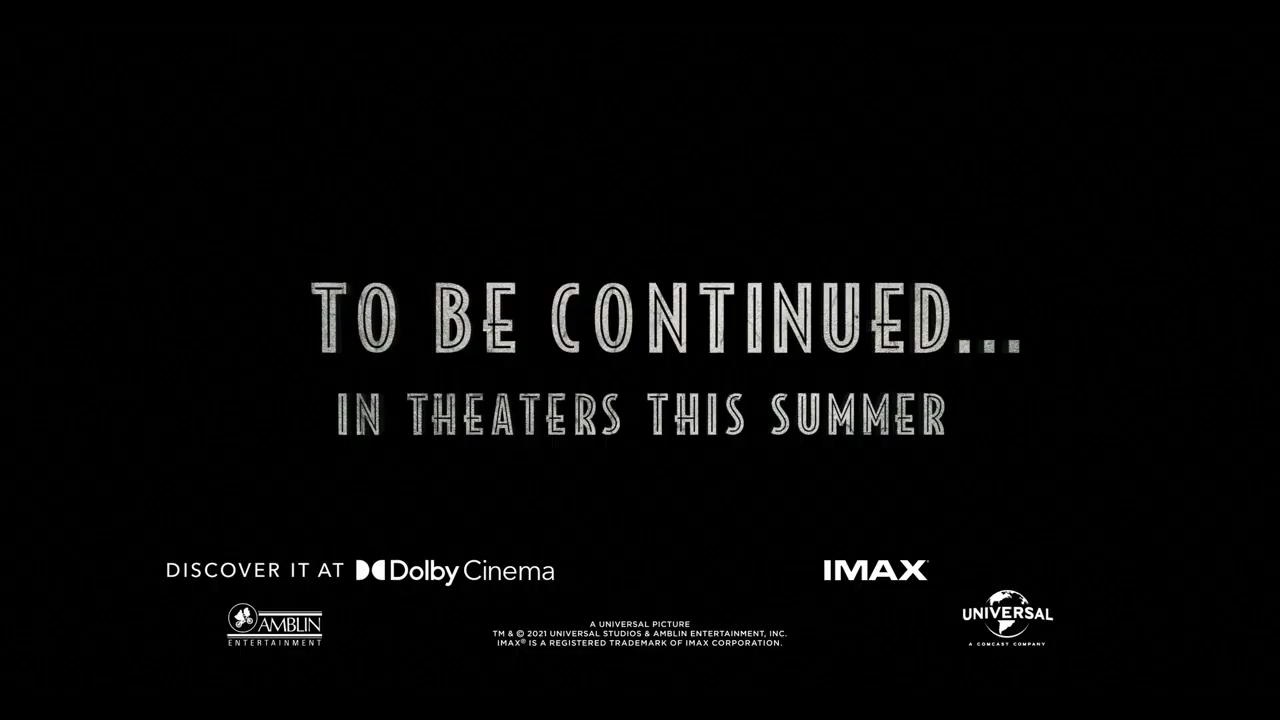 TO BE CONTINUED...
IN THEATERS THIS SUMMER
DISCOVER IT AT Dolby Cinema
IMAX
AMBLIN
ENTERTAINMENT
A UNIVERSAL PICTURE
TM & © 2021 UNIVERSAL STUDIOS & AMBLIN ENTERTAINMENT, INC.
IMAX® IS A REGISTERED TRADEMARK OF IMAX CORPORATION.
UNIVERSAL
A COMCAST COMPANY